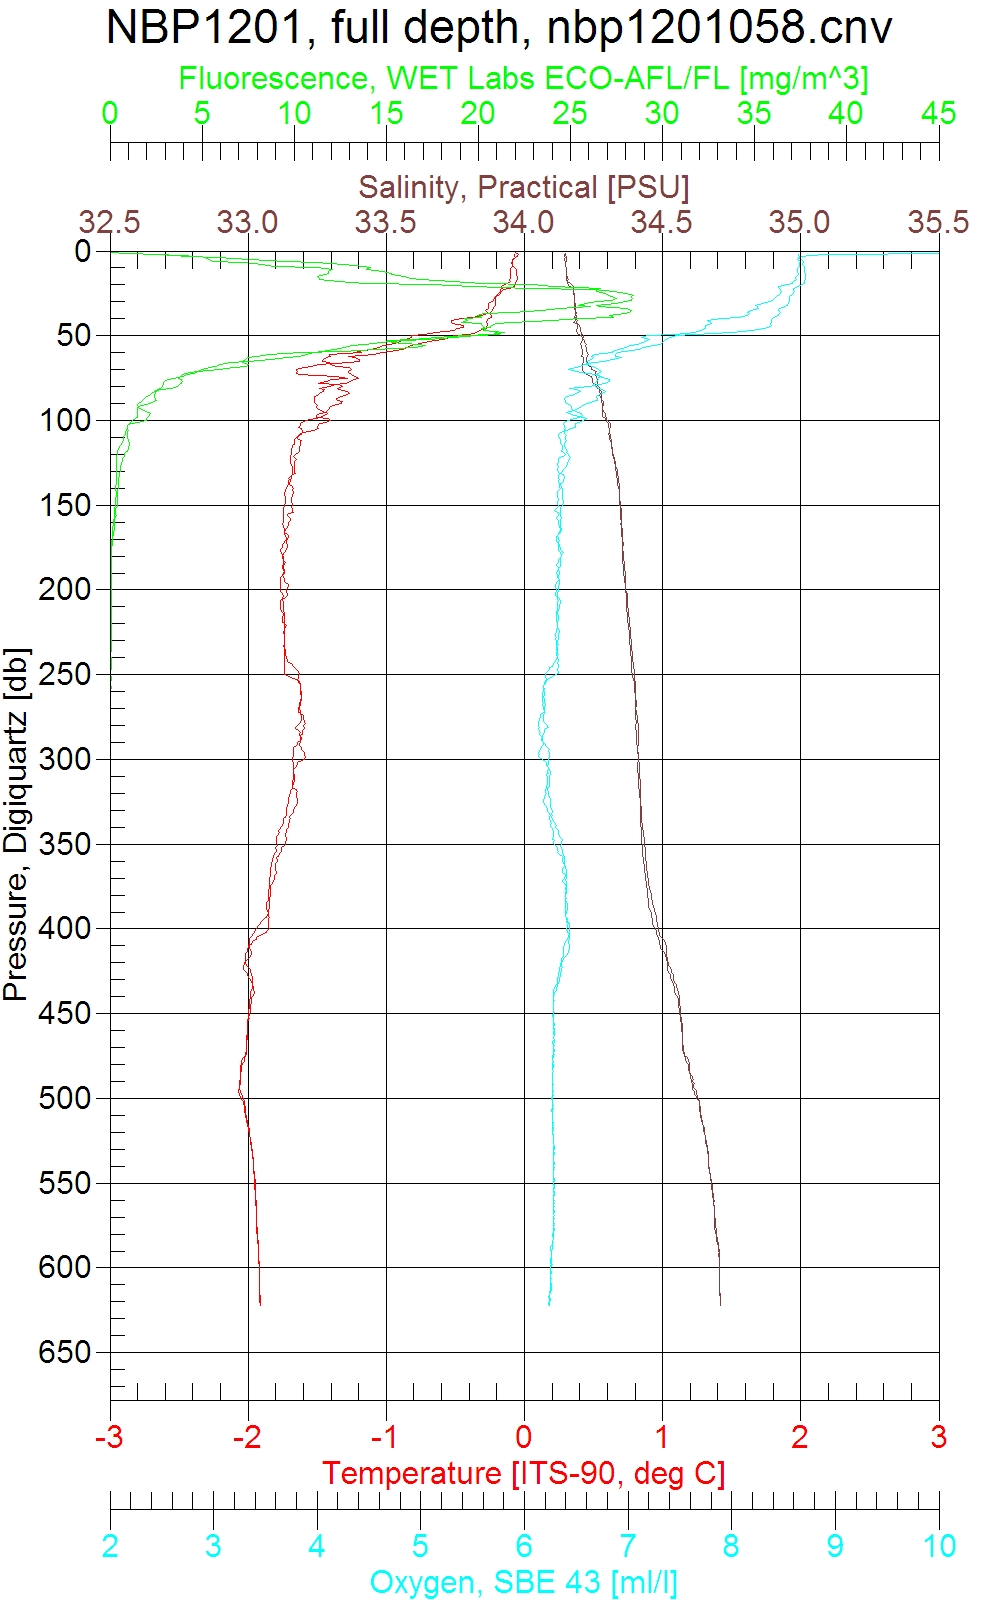 NBP1201, full depth, nbp1201058.cnv
Fluorescence, WET Labs ECO-AFL/FL [mg/m^3]
0 5 10 15 20 25 30 35 40 45
Salinity, Practical [PSU]
32.5 33.0 33.5 34.0 34.5 35.0 35.5
Pressure, Digiquartz [db]
0
50
100
150
200
250
300
350
400
450
500
550
600
650
-3 -2 -1 0 1 2 3
Temperature [ITS-90, deg C]
2 3 4 5 6 7 8 9 10
Oxygen, SBE 43 [ml/l]